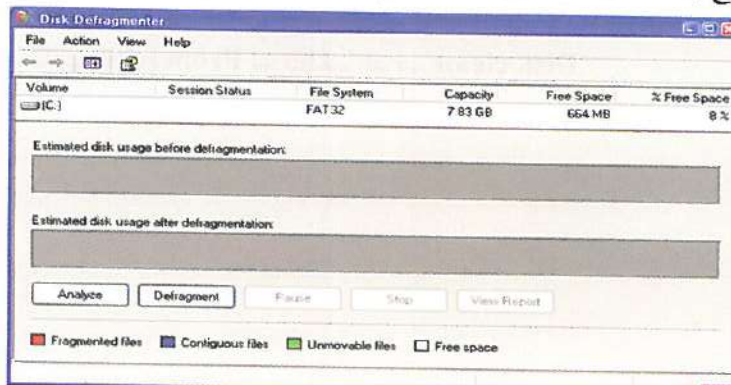 Disk Defragmenter
File Action View Help
Volume Session Status File System Capacity Free Space % Free Space
(C:) FAT32 7.83 GB 664 MB 8 %
Estimated disk usage before defragmentation:
Estimated disk usage after defragmentation:
Analyze Defragment Pause Stop View Report
Fragmented files Contiguous files Unmovable files Free space